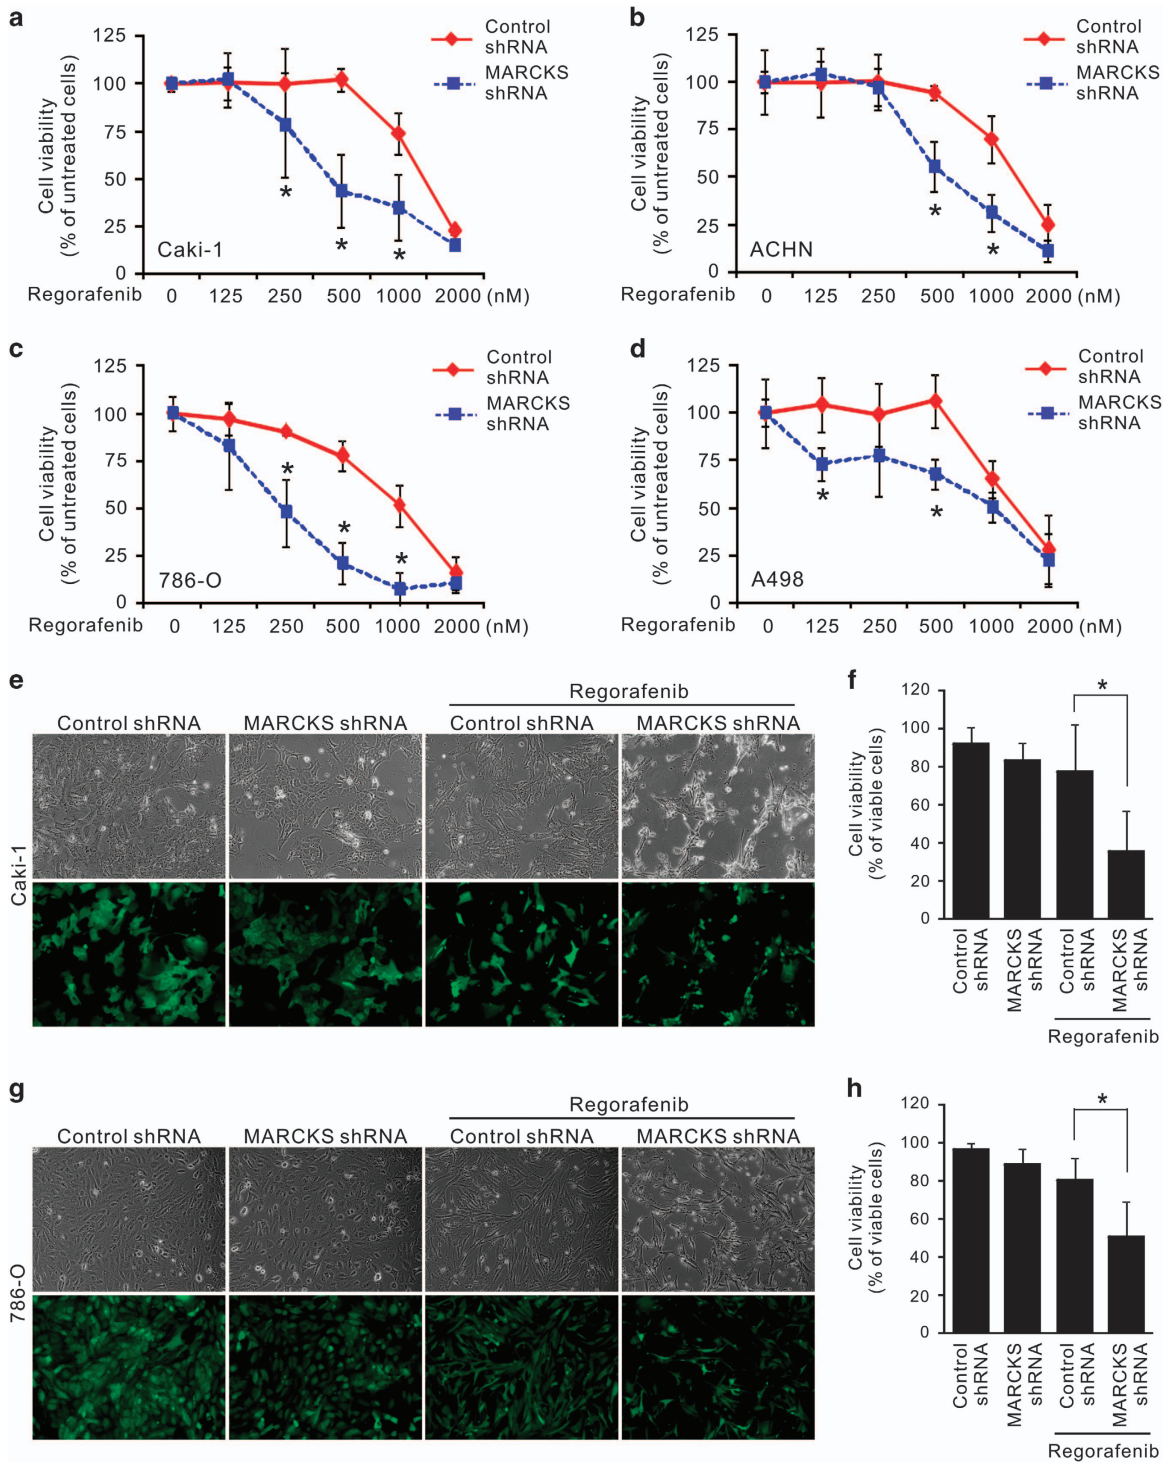 a
125
100
75
50
25
0
Cell viability
(% of untreated cells)
Control
shRNA
MARCKS
shRNA
*
*
*
Caki-1
Regorafenib 0 125 250 500 1000 2000 (nM)
b
125
100
75
50
25
0
Cell viability
(% of untreated cells)
Control
shRNA
MARCKS
shRNA
*
*
ACHN
Regorafenib 0 125 250 500 1000 2000 (nM)
c
125
100
75
50
25
0
Cell viability
(% of untreated cells)
Control
shRNA
MARCKS
shRNA
*
*
*
786-O
Regorafenib 0 125 250 500 1000 2000 (nM)
d
125
100
75
50
25
0
Cell viability
(% of untreated cells)
Control
shRNA
MARCKS
shRNA
*
*
A498
Regorafenib 0 125 250 500 1000 2000 (nM)
e
Regorafenib
Control shRNA MARCKS shRNA Control shRNA MARCKS shRNA
Caki-1
f
120
100
80
60
40
20
0
Cell viability
(% of viable cells)
*
Control
shRNA
MARCKS
shRNA
Control
shRNA
MARCKS
shRNA
Regorafenib
g
Regorafenib
Control shRNA MARCKS shRNA Control shRNA MARCKS shRNA
786-O
h
120
100
80
60
40
20
0
Cell viability
(% of viable cells)
*
Control
shRNA
MARCKS
shRNA
Control
shRNA
MARCKS
shRNA
Regorafenib